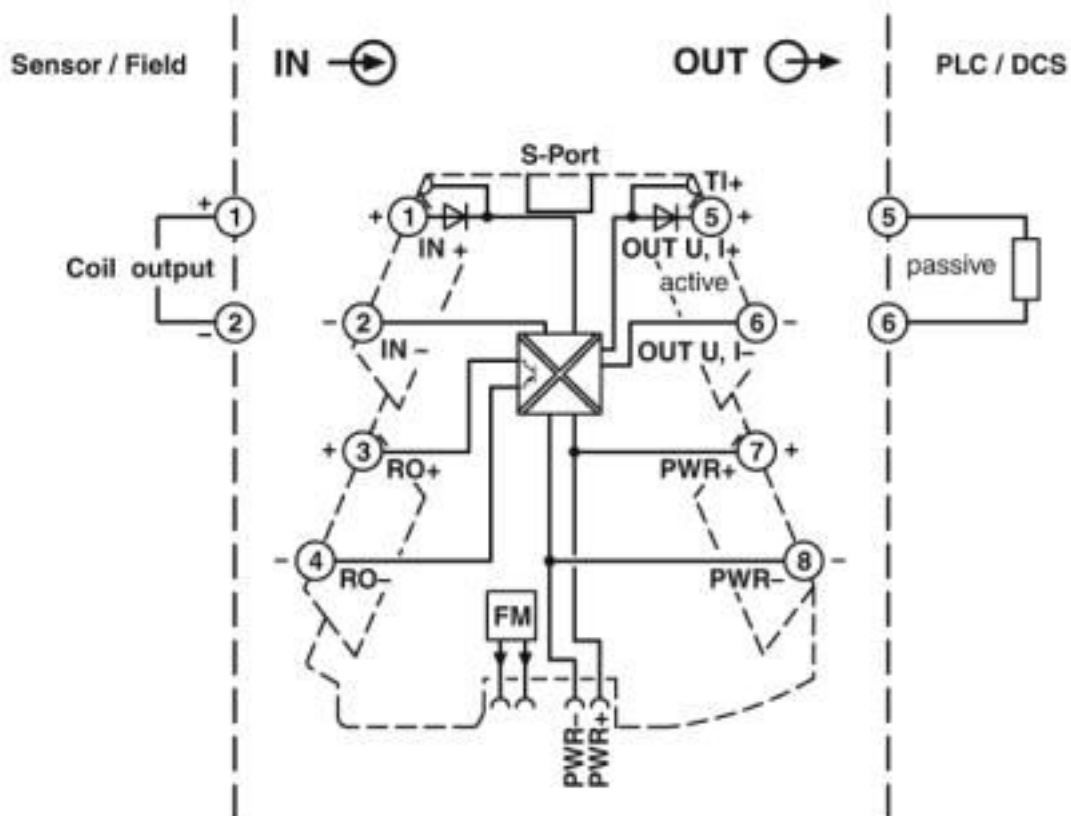 Sensor / Field
IN
OUT
PLC / DCS
S-Port
TI+
+ 1
+ 1
5 +
5
IN +
OUT U, I+
Coil output
active
passive
– 2
– 2
6 –
6
IN –
OUT U, I–
+ 3
7 +
RO+
PWR+
– 4
8 –
RO–
PWR–
FM
PWR–
PWR+